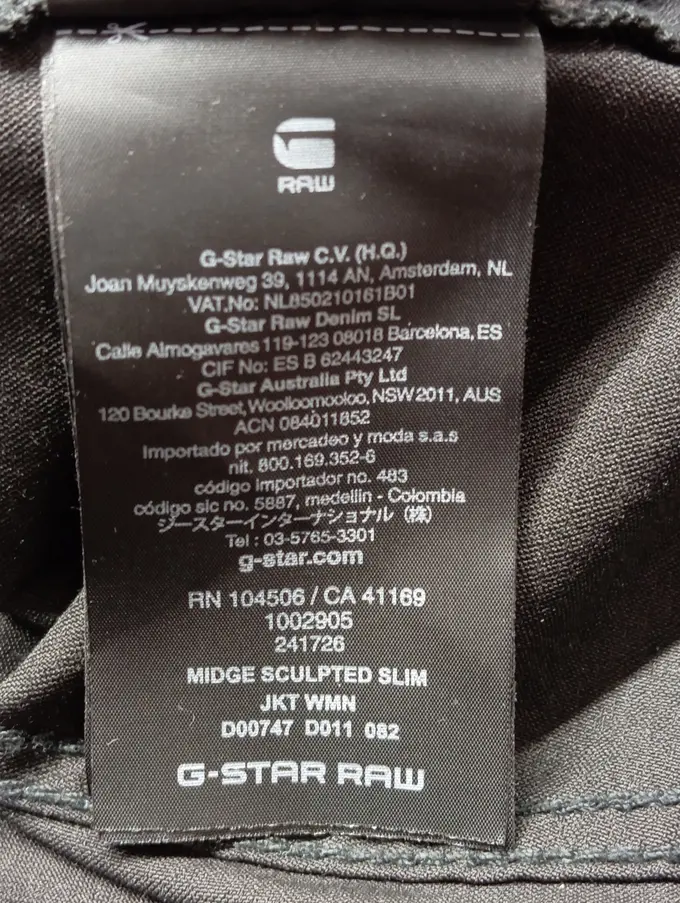 RAW
G-Star Raw C.V. (H.Q.)
Joan Muyskenweg 39, 1114 AN, Amsterdam, NL
VAT.No: NL850210161B01
G-Star Raw Denim SL
Calle Almogavares 119-123 08018 Barcelona, ES
CIF No: ES B 62443247
G-Star Australia Pty Ltd
120 Bourke Street, Woolloomooloo, NSW 2011, AUS
ACN 084011852
Importado por mercadeo y moda s.a.s
nit. 800.169.352-6
código Importador no. 483
código sic no. 5887, medellin - Colombia
ジースターインターナショナル (株)
Tel : 03-5765-3301
g-star.com
RN 104506 / CA 41169
1002905
241726
MIDGE SCULPTED SLIM
JKT WMN
D00747 D011 082
G-STAR RAW